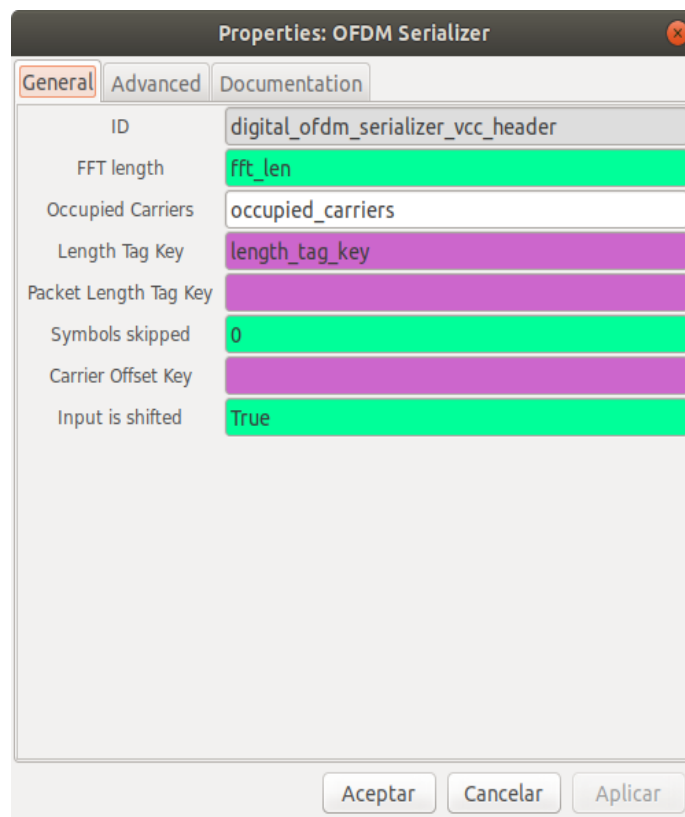 Properties: OFDM Serializer
General Advanced Documentation
ID digital_ofdm_serializer_vcc_header
FFT length fft_len
Occupied Carriers occupied_carriers
Length Tag Key length_tag_key
Packet Length Tag Key
Symbols skipped 0
Carrier Offset Key
Input is shifted True
Aceptar Cancelar Aplicar